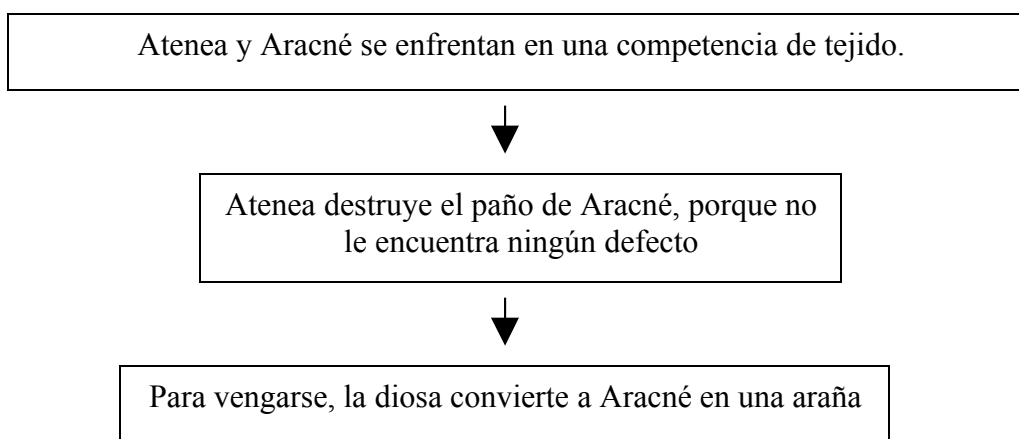 Atenea y Aracné se enfrentan en una competencia de tejido.
Atenea destruye el paño de Aracné, porque no
le encuentra ningún defecto
Para vengarse, la diosa convierte a Aracné en una araña